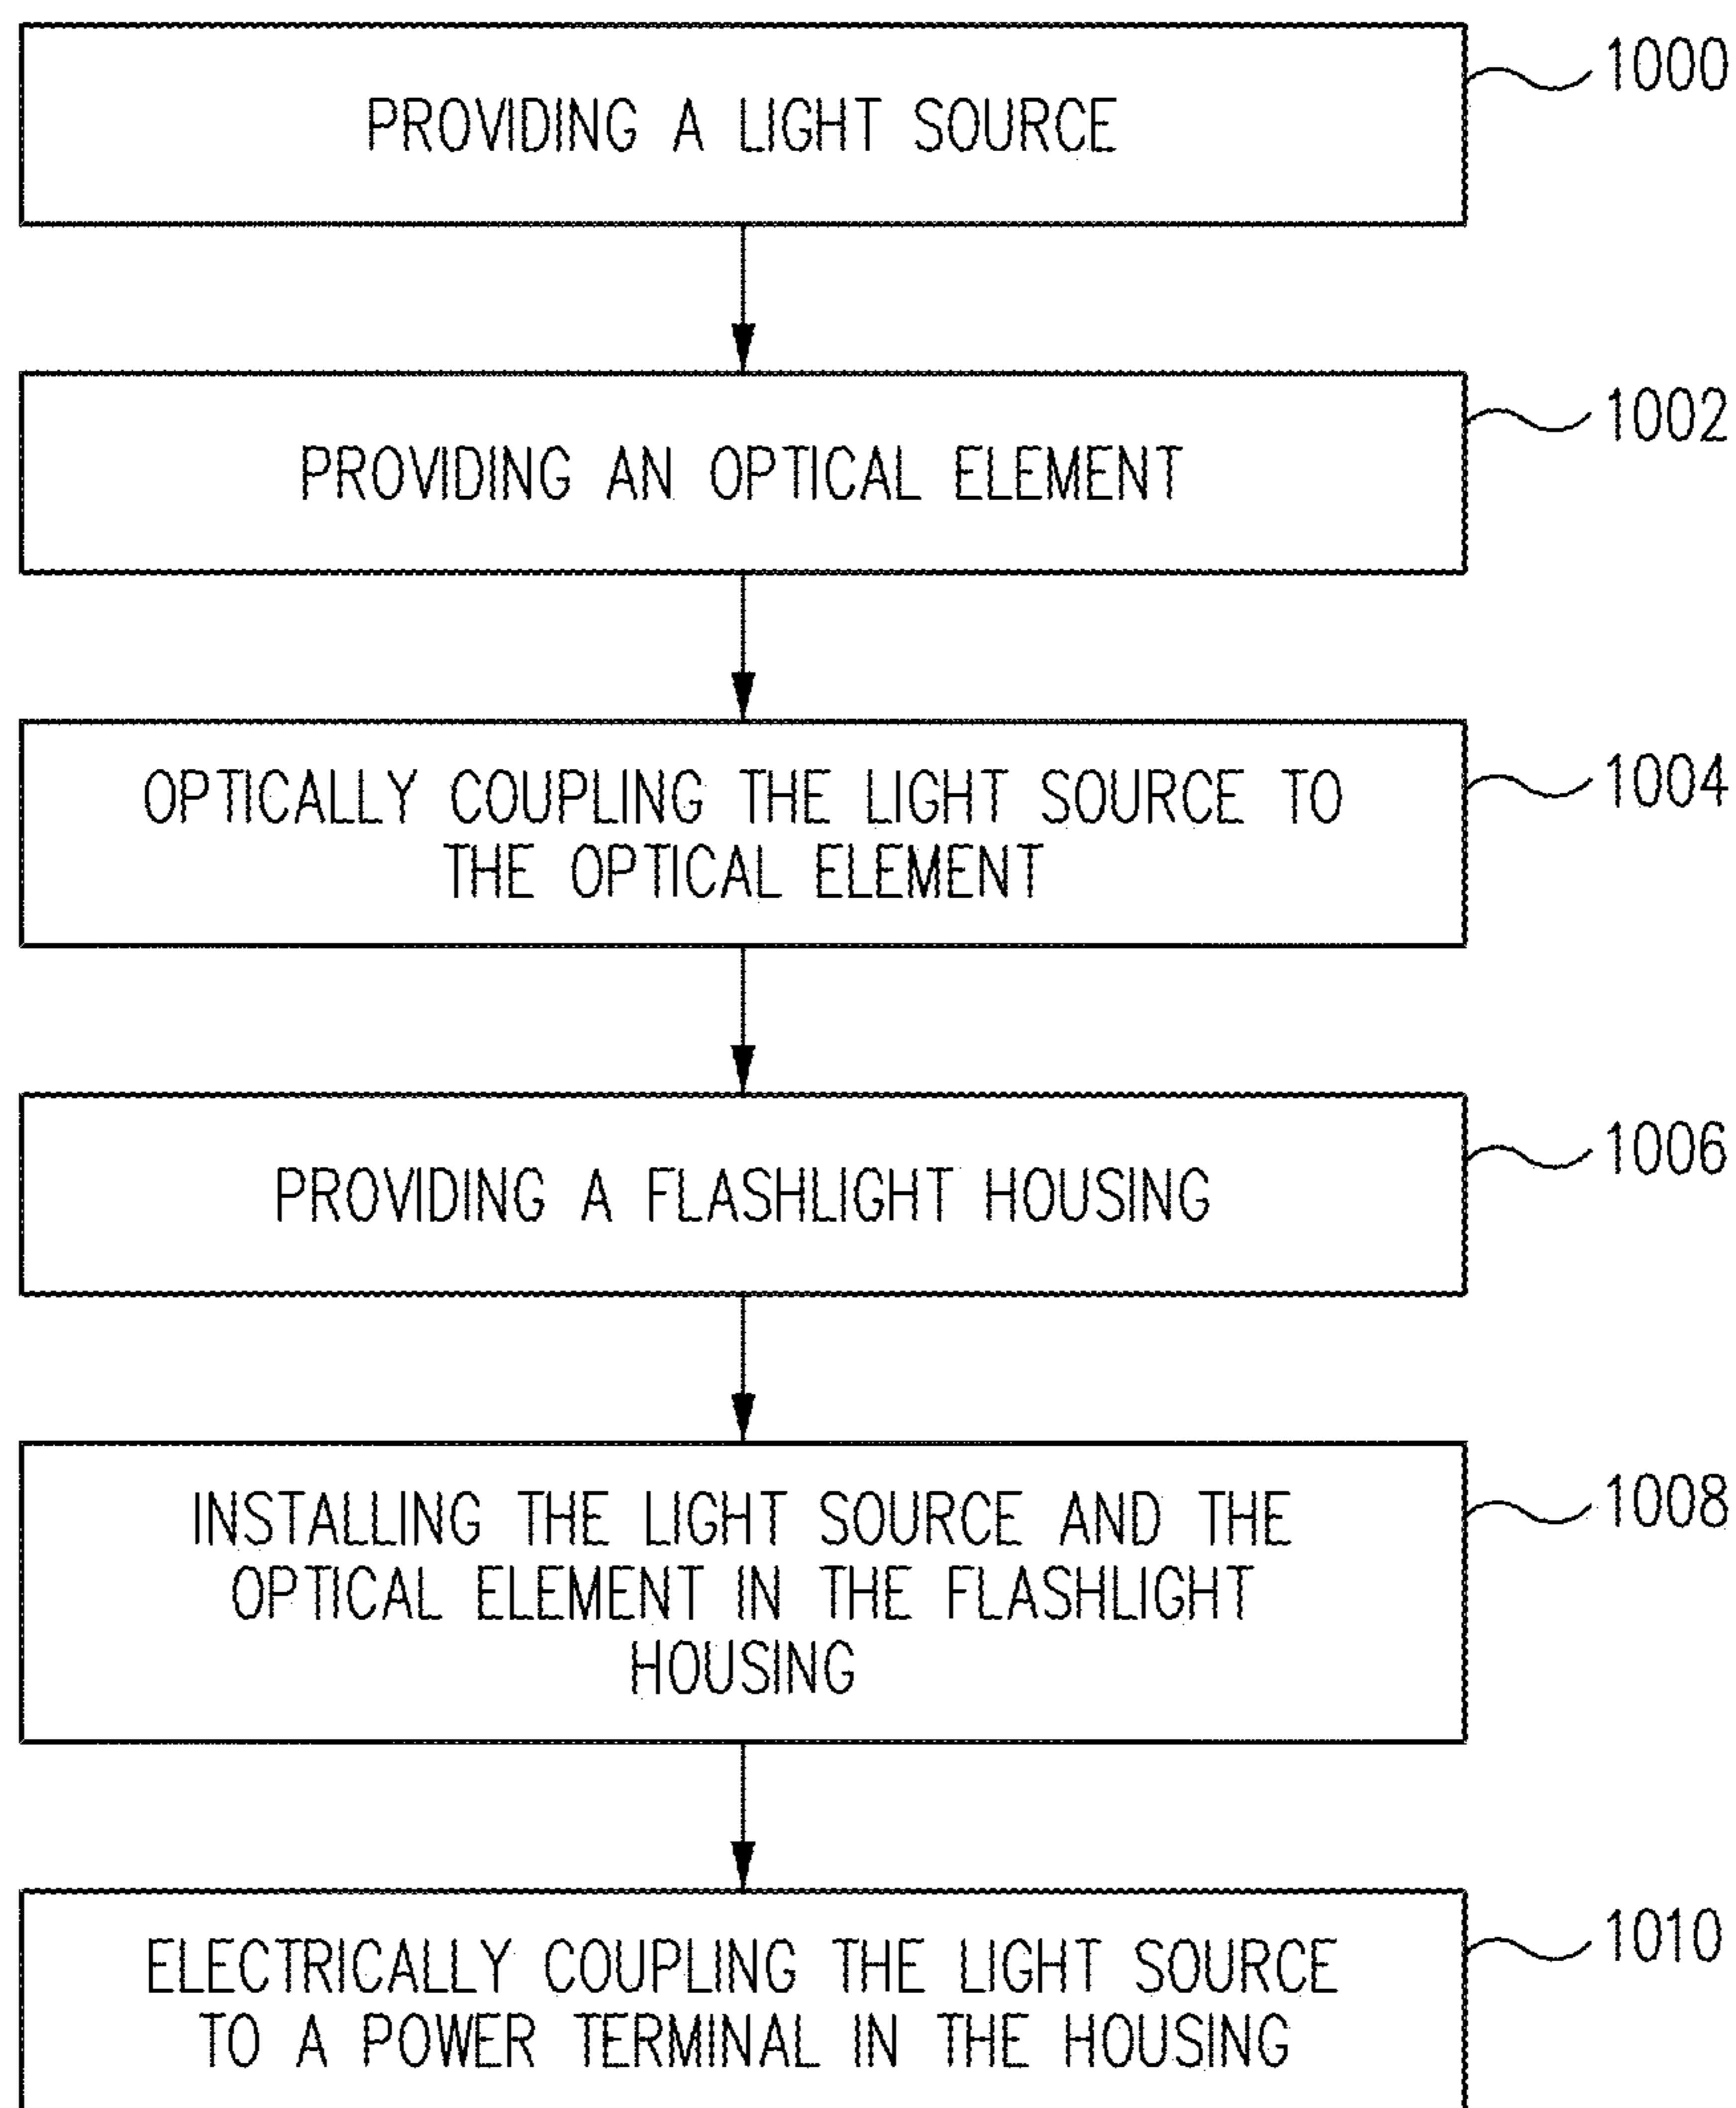 PROVIDING A LIGHT SOURCE
1000
PROVIDING AN OPTICAL ELEMENT
1002
OPTICALLY COUPLING THE LIGHT SOURCE TO
THE OPTICAL ELEMENT
1004
PROVIDING A FLASHLIGHT HOUSING
1006
INSTALLING THE LIGHT SOURCE AND THE
OPTICAL ELEMENT IN THE FLASHLIGHT
HOUSING
1008
ELECTRICALLY COUPLING THE LIGHT SOURCE
TO A POWER TERMINAL IN THE HOUSING
1010